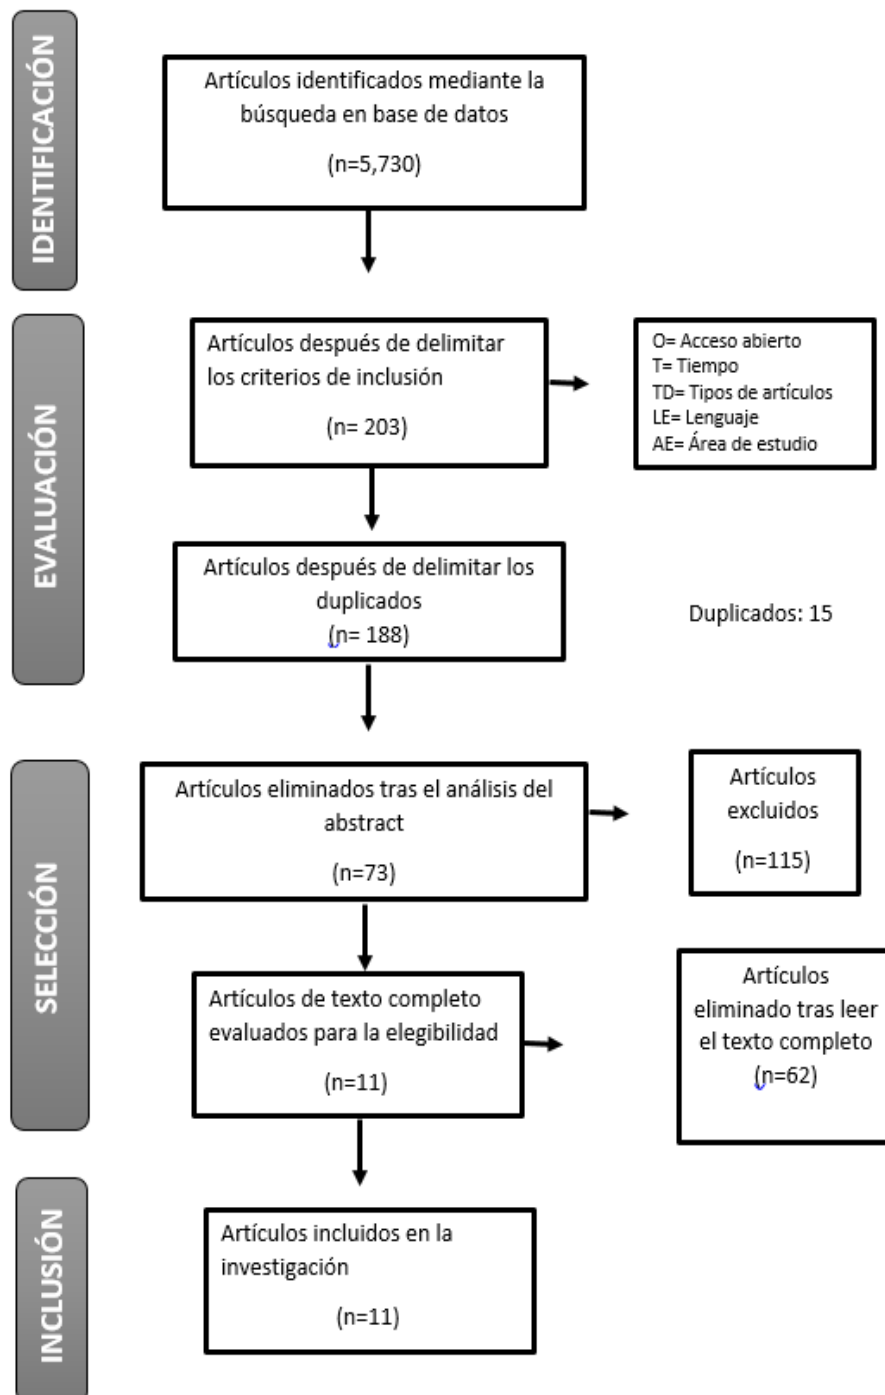 IDENTIFICACIÓN
Artículos identificados mediante la
búsqueda en base de datos
(n=5,730)
EVALUACIÓN
Artículos después de delimitar
los criterios de inclusión
(n= 203)
O= Acceso abierto
T= Tiempo
TD= Tipos de artículos
LE= Lenguaje
AE= Área de estudio
Artículos después de delimitar los
duplicados
(n= 188)
Duplicados: 15
SELECCIÓN
Artículos eliminados tras el análisis del
abstract
(n=73)
Artículos
excluidos
(n=115)
Artículos de texto completo
evaluados para la elegibilidad
(n=11)
Artículos
eliminado tras leer
el texto completo
(n=62)
INCLUSIÓN
Artículos incluidos en la
investigación
(n=11)